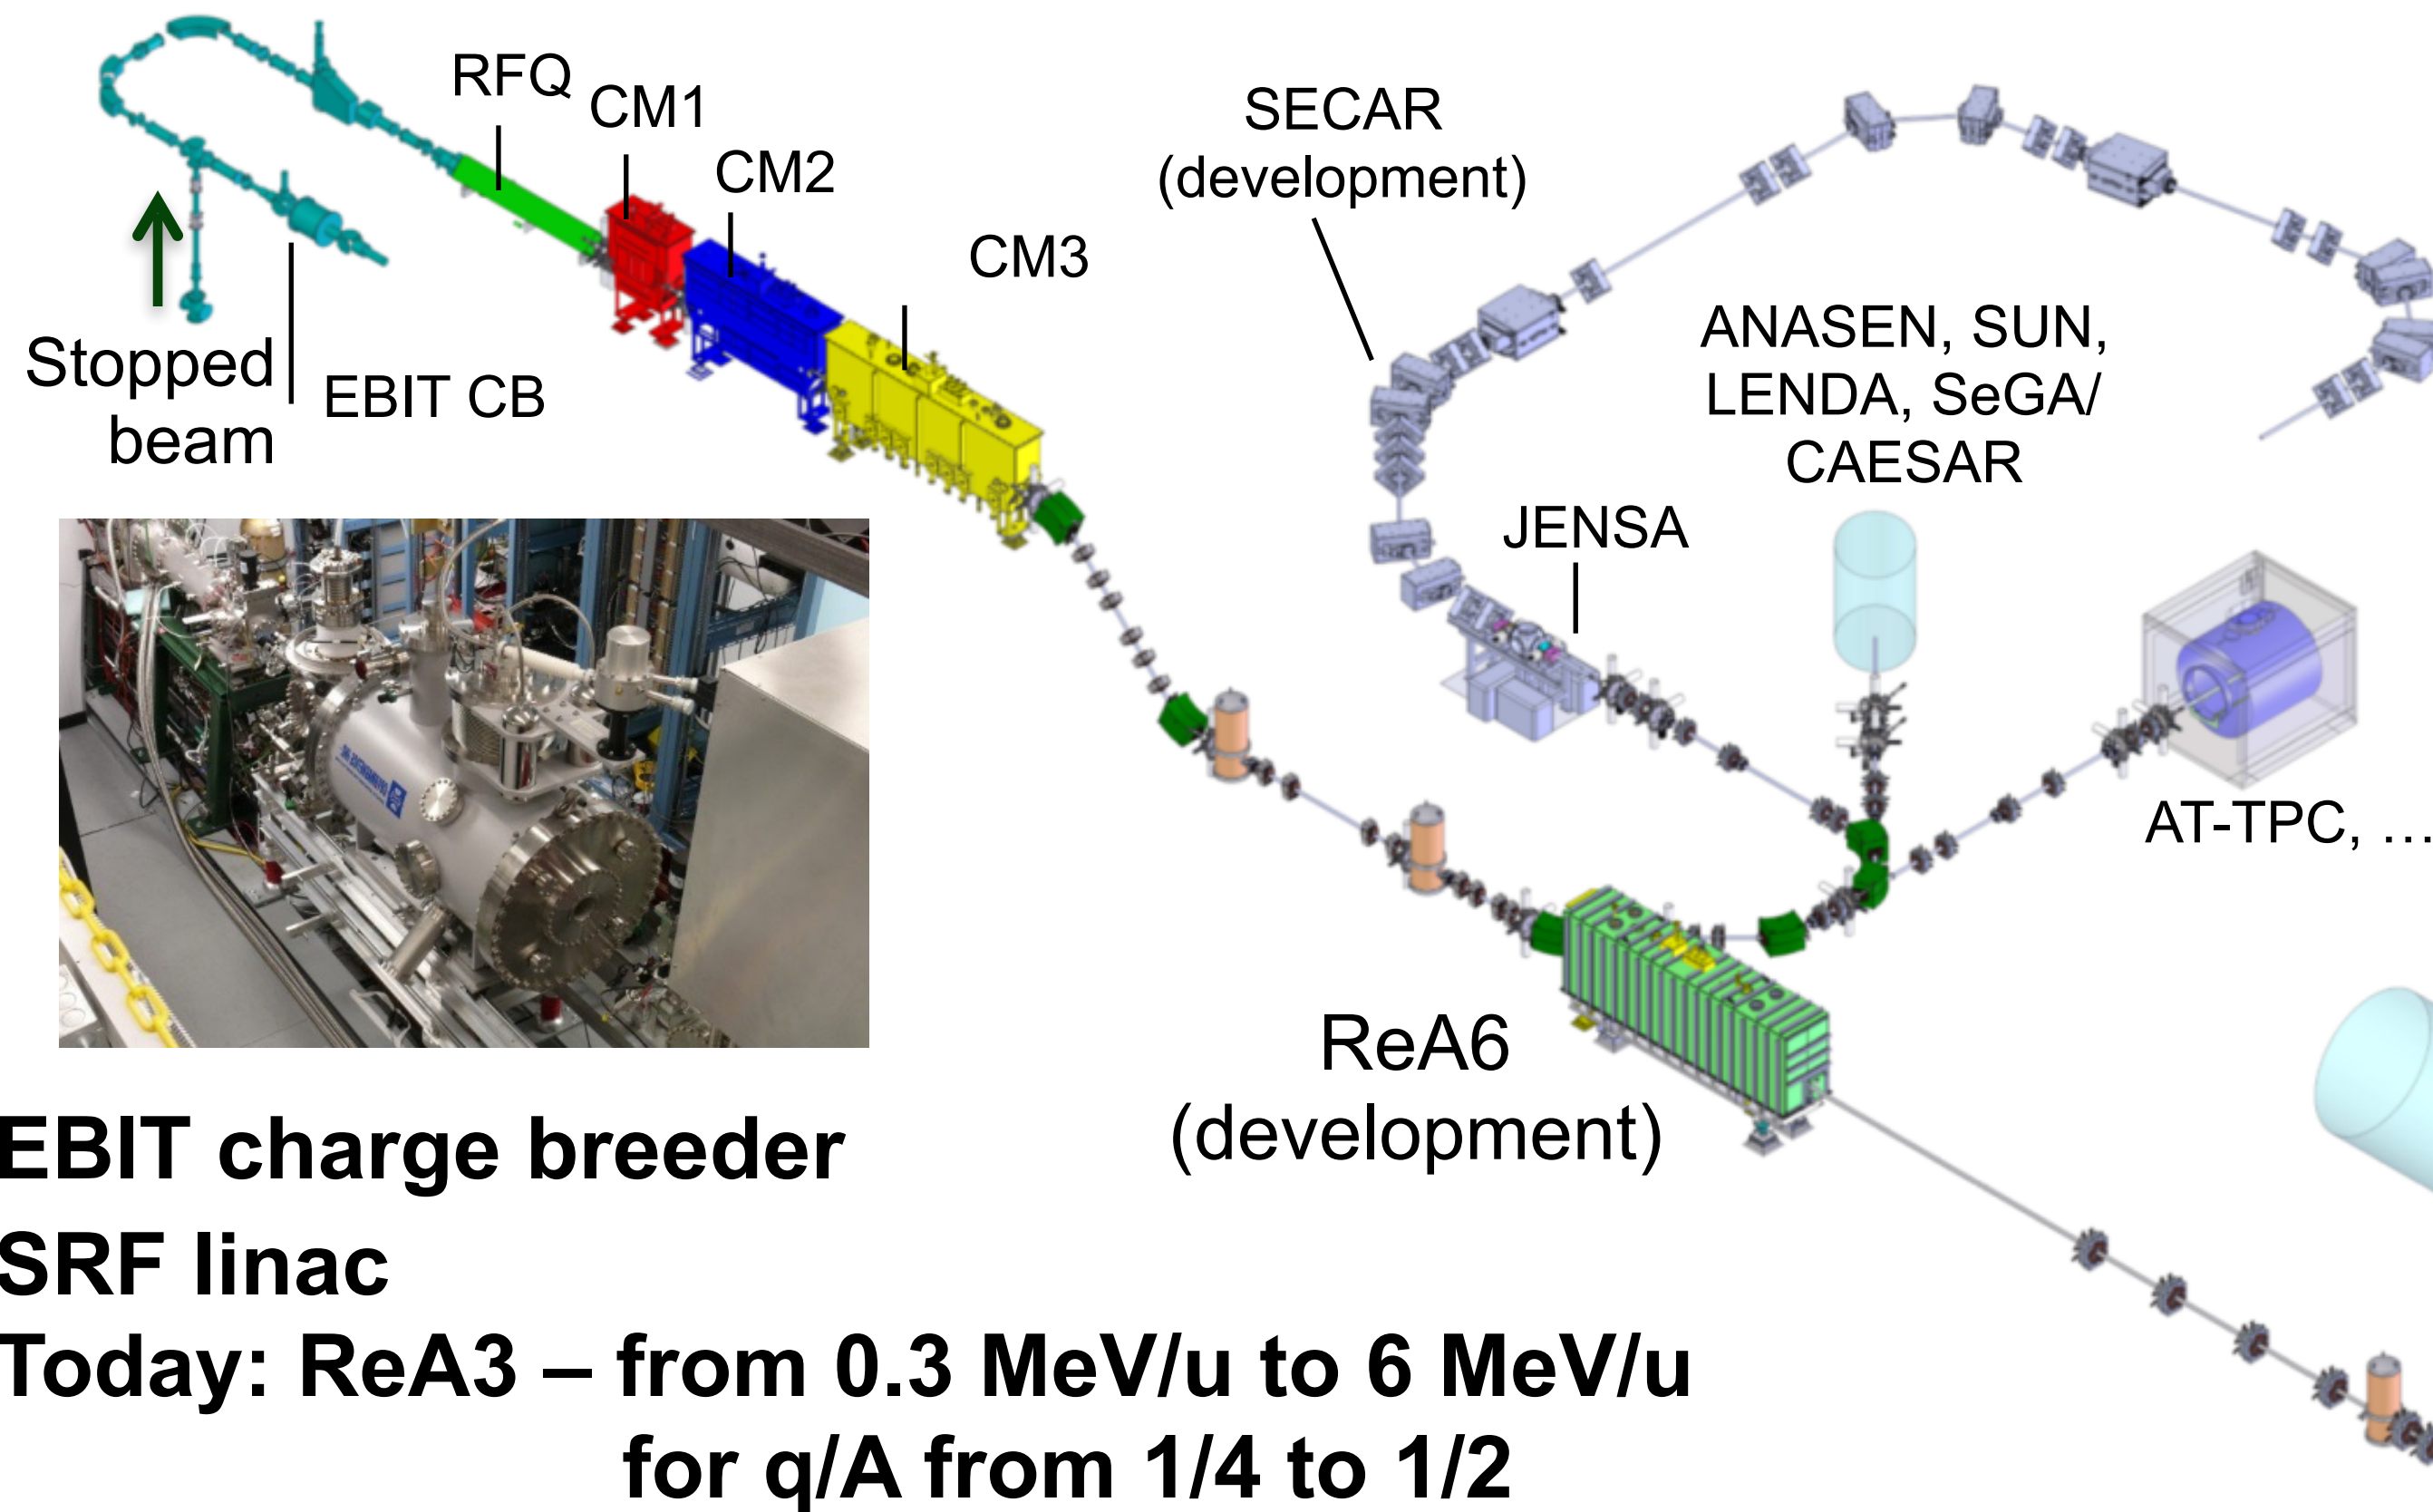 RFQ
CM1
CM2
CM3
SECAR
(development)
Stopped
beam
EBIT CB
ANASEN, SUN,
LENDA, SeGA/
CAESAR
JENSA
AT-TPC, …
ReA6
(development)
EBIT charge breeder
SRF linac
Today: ReA3 – from 0.3 MeV/u to 6 MeV/u
for q/A from 1/4 to 1/2